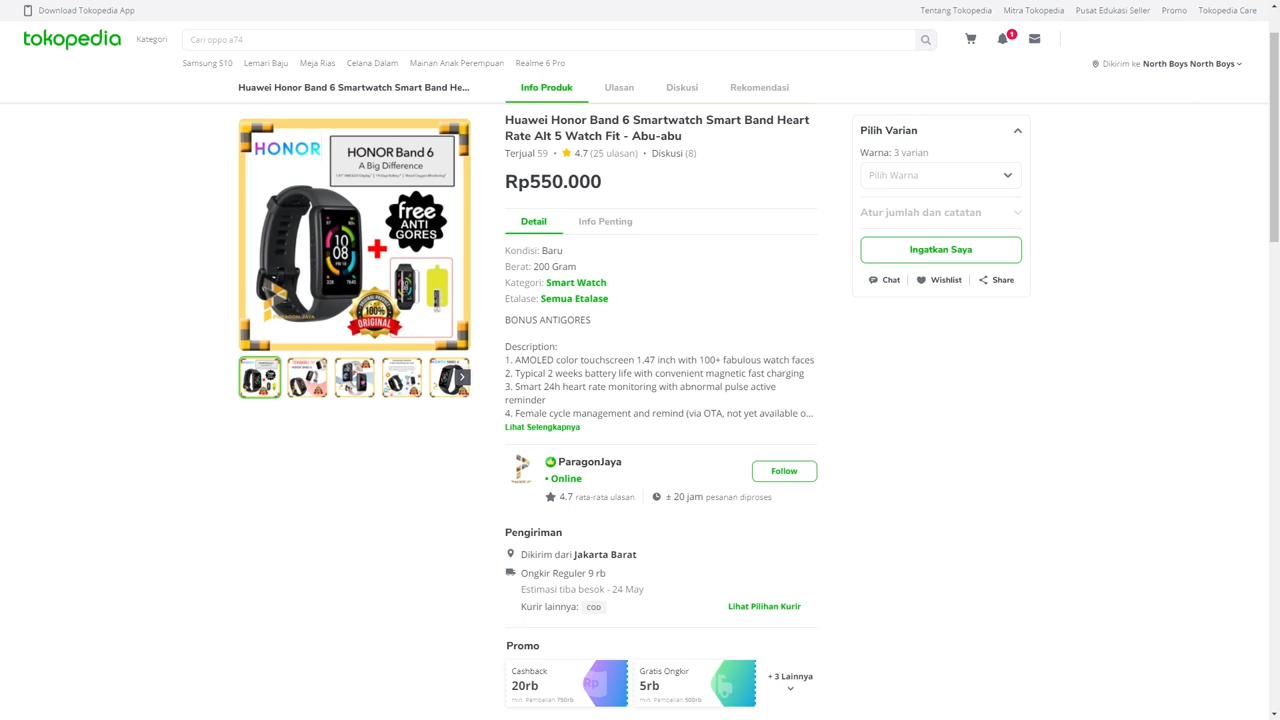 Download Tokopedia App
Tentang Tokopedia
Mitra Tokopedia
Pusat Edukasi Seller
Promo
Tokopedia Care
tokopedia
Kategori
Cari oppo a74
1
Samsung S10
Lemari Baju
Meja Rias
Celana Dalam
Mainan Anak Perempuan
Realme 6 Pro
Dikirim ke North Boys North Boys
Huawei Honor Band 6 Smartwatch Smart Band He...
Info Produk
Ulasan
Diskusi
Rekomendasi
HONOR
HONOR Band 6
A Big Difference
free
ANTI
GORES
100%
ORIGINAL
PARAGON JAYA
Huawei Honor Band 6 Smartwatch Smart Band Heart
Rate Alt 5 Watch Fit - Abu-abu
Terjual 59 • 4.7 (25 ulasan) • Diskusi (8)
Rp550.000
Detail
Info Penting
Kondisi: Baru
Berat: 200 Gram
Kategori: Smart Watch
Etalase: Semua Etalase
BONUS ANTIGORES
Description:
1. AMOLED color touchscreen 1.47 inch with 100+ fabulous watch faces
2. Typical 2 weeks battery life with convenient magnetic fast charging
3. Smart 24h heart rate monitoring with abnormal pulse active
reminder
4. Female cycle management and remind (via OTA, not yet available o...
Lihat Selengkapnya
ParagonJaya
• Online
4.7 rata-rata ulasan
± 20 jam pesanan diproses
Follow
Pengiriman
Dikirim dari Jakarta Barat
Ongkir Reguler 9 rb
Estimasi tiba besok - 24 May
Kurir lainnya: COD
Lihat Pilihan Kurir
Promo
Cashback
20rb
min. Pembelian 750rb
Rp
Gratis Ongkir
5rb
min. Pembelian 500rb
+ 3 Lainnya
Pilih Varian
Warna: 3 varian
Pilih Warna
Atur jumlah dan catatan
Ingatkan Saya
Chat
Wishlist
Share